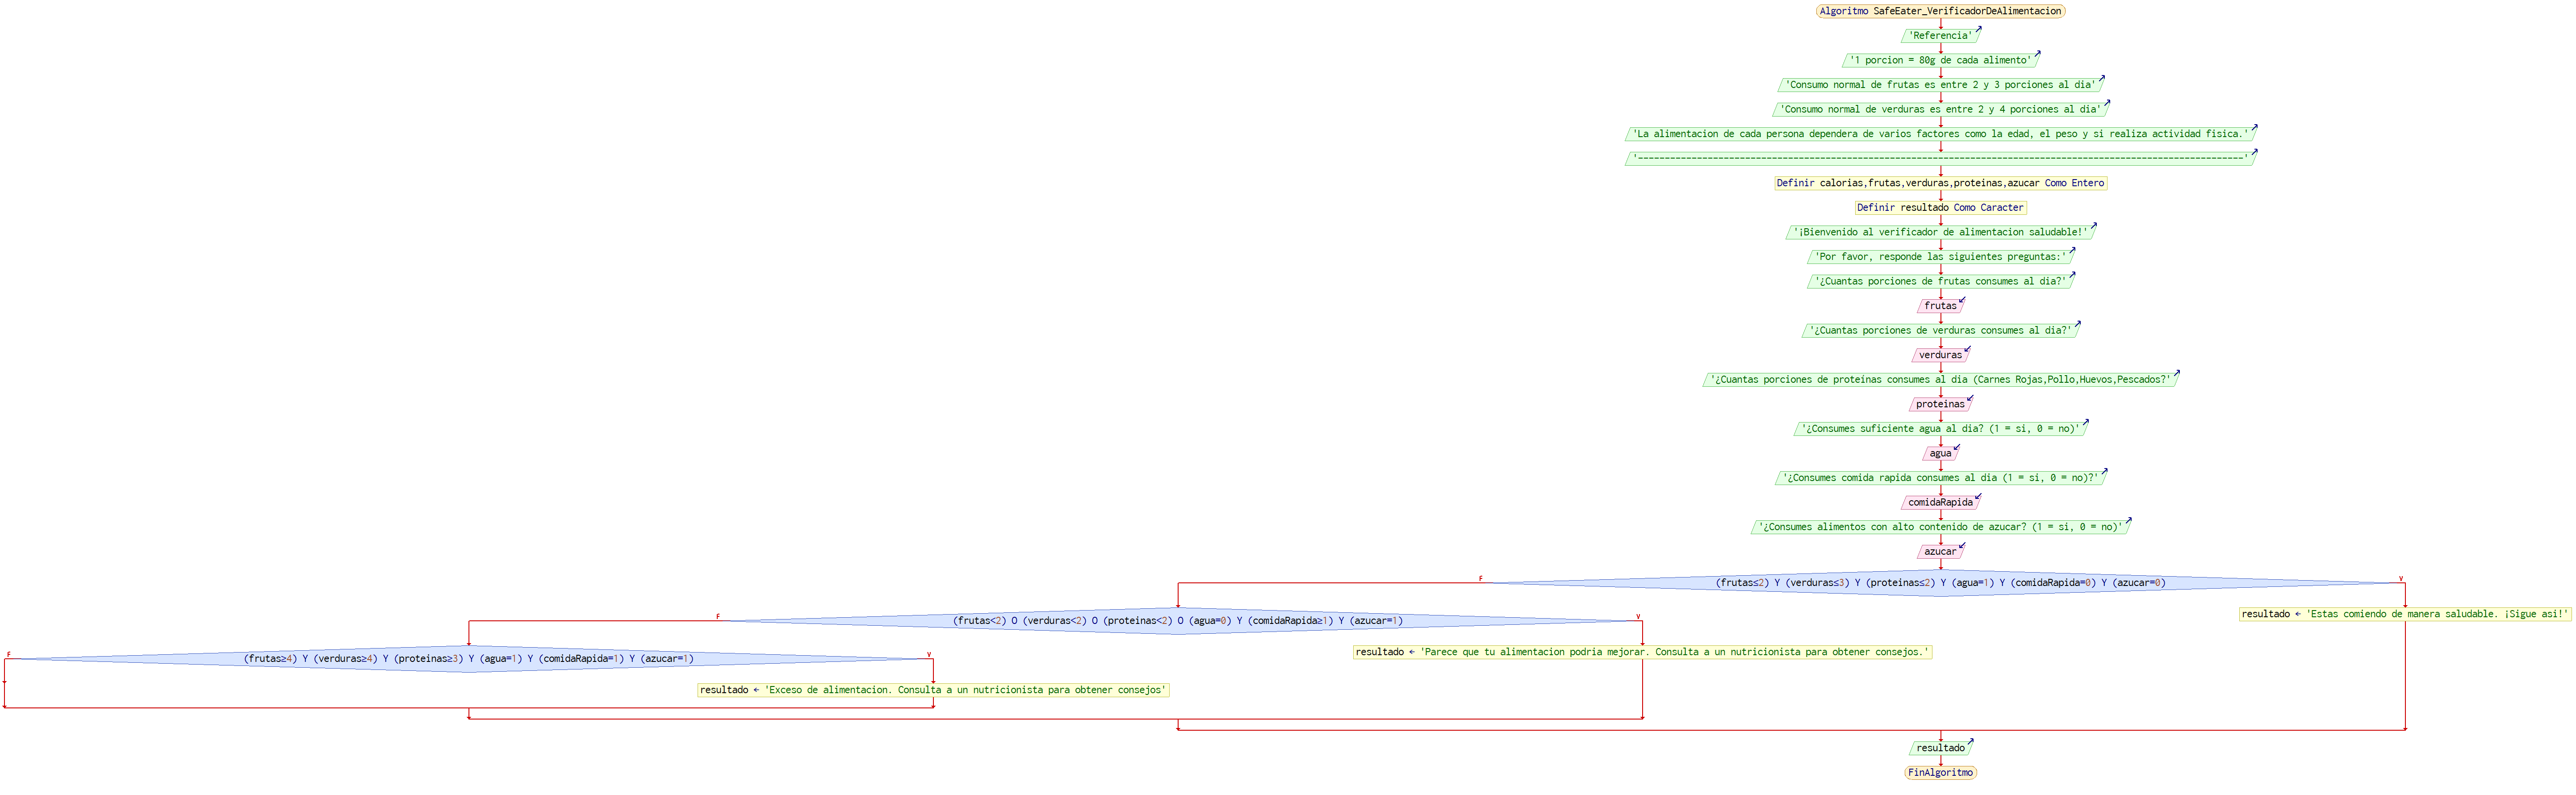 Algoritmo SafeEater_VerificadorDeAlimentacion
'Referencia'
'1 porcion = 80g de cada alimento'
'Consumo normal de frutas es entre 2 y 3 porciones al dia'
'Consumo normal de verduras es entre 2 y 4 porciones al dia'
'La alimentacion de cada persona dependera de varios factores como la edad, el peso y si realiza actividad fisica.'
Definir calorias,frutas,verduras,proteinas,azucar Como Entero
Definir resultado Como Caracter
'¡Bienvenido al verificador de alimentacion saludable!'
'Por favor, responde las siguientes preguntas:'
'¿Cuantas porciones de frutas consumes al dia?'
frutas
'¿Cuantas porciones de verduras consumes al dia?'
verduras
'¿Cuantas porciones de proteinas consumes al dia (Carnes Rojas,Pollo,Huevos,Pescados?'
proteinas
'¿Consumes suficiente agua al dia? (1 = si, 0 = no)'
agua
'¿Consumes comida rapida consumes al dia (1 = si, 0 = no)?'
comidaRapida
'¿Consumes alimentos con alto contenido de azucar? (1 = si, 0 = no)'
azucar
F
(frutas≤2) Y (verduras≤3) Y (proteinas≤2) Y (agua=1) Y (comidaRapida=0) Y (azucar=0)
V
resultado ← 'Estas comiendo de manera saludable. ¡Sigue asi!'
F
(frutas<2) O (verduras<2) O (proteinas<2) O (agua=0) Y (comidaRapida≥1) Y (azucar=1)
V
resultado ← 'Parece que tu alimentacion podria mejorar. Consulta a un nutricionista para obtener consejos.'
F
(frutas≥4) Y (verduras≥4) Y (proteinas≥3) Y (agua=1) Y (comidaRapida=1) Y (azucar=1)
V
resultado ← 'Exceso de alimentacion. Consulta a un nutricionista para obtener consejos'
resultado
FinAlgoritmo